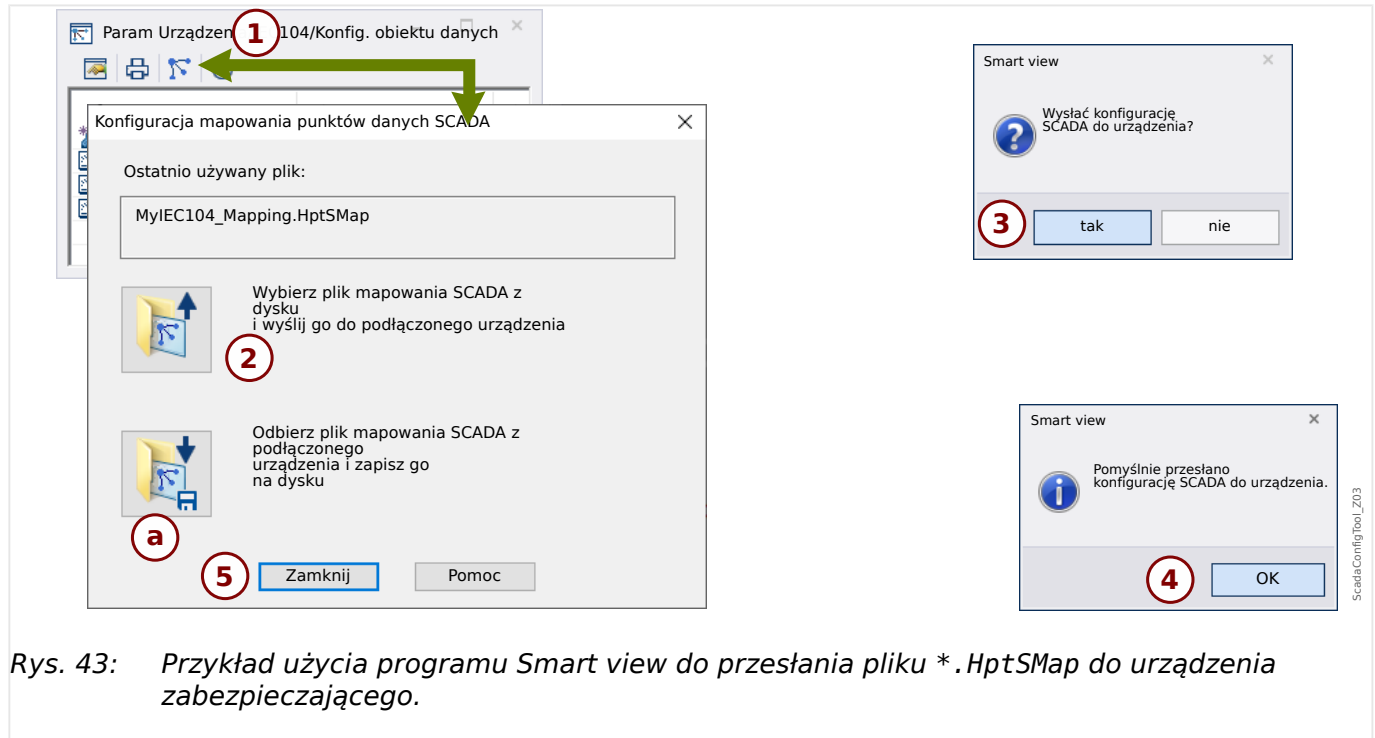 Param Urządzen
1
104/Konfig. obiektu danych
Konfiguracja mapowania punktów danych SCADA
Ostatnio używany plik:
MyIEC104_Mapping.HptSMap
Wybierz plik mapowania SCADA z
dysku
i wyślij go do podłączonego urządzenia
2
Odbierz plik mapowania SCADA z
podłączonego
urządzenia i zapisz go
na dysku
a
5
Zamknij
Pomoc
Smart view
Wysłać konfigurację
SCADA do urządzenia?
3
tak
nie
Smart view
Pomyślnie przesłano
konfigurację SCADA do urządzenia.
4
OK
ScadaConfigTool_Z03
Rys. 43: Przykład użycia programu Smart view do przesłania pliku *.HptSMap do urządzenia
zabezpieczającego.